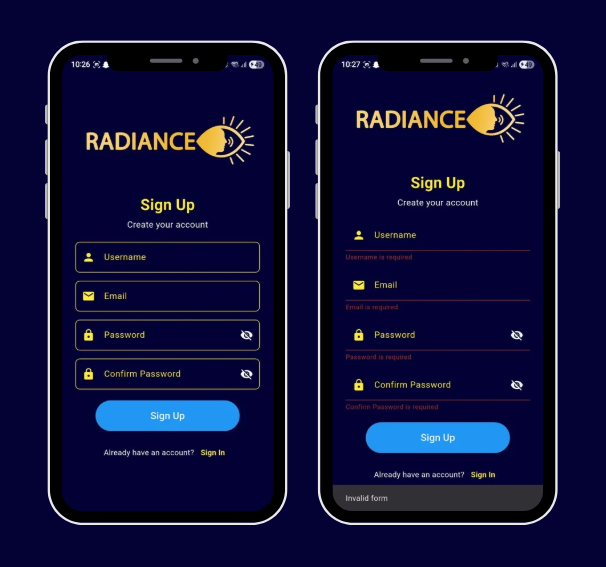 10:26
RADIANCE
Sign Up
Create your account
Username
Email
Password
Confirm Password
Sign Up
Already have an account? Sign In
10:27
RADIANCE
Sign Up
Create your account
Username
Username is required
Email
Email is required
Password
Password is required
Confirm Password
Confirm Password is required
Sign Up
Already have an account? Sign In
Invalid form